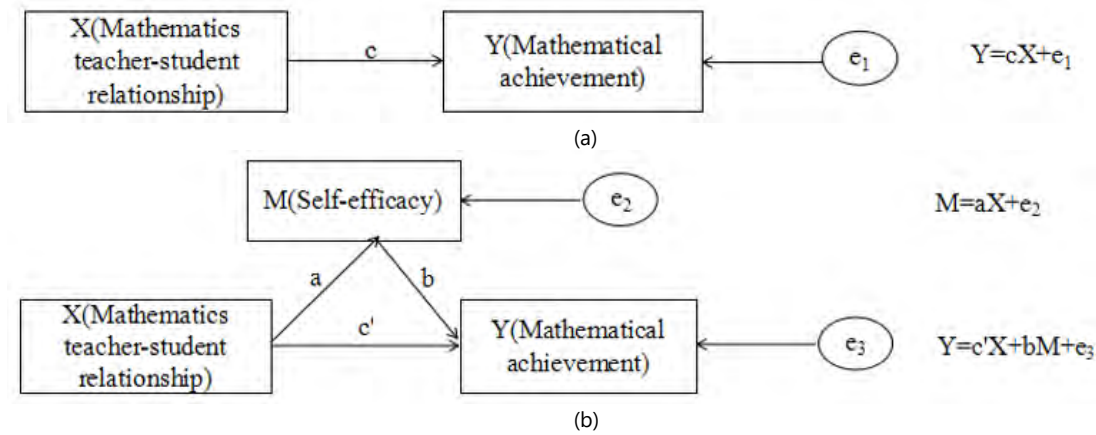 X(Mathematics
teacher-student
relationship)
c
Y(Mathematical
achievement)
e1
Y=cX+e1
(a)
M(Self-efficacy)
e2
M=aX+e2
a
b
X(Mathematics
teacher-student
relationship)
c'
Y(Mathematical
achievement)
e3
Y=c'X+bM+e3
(b)